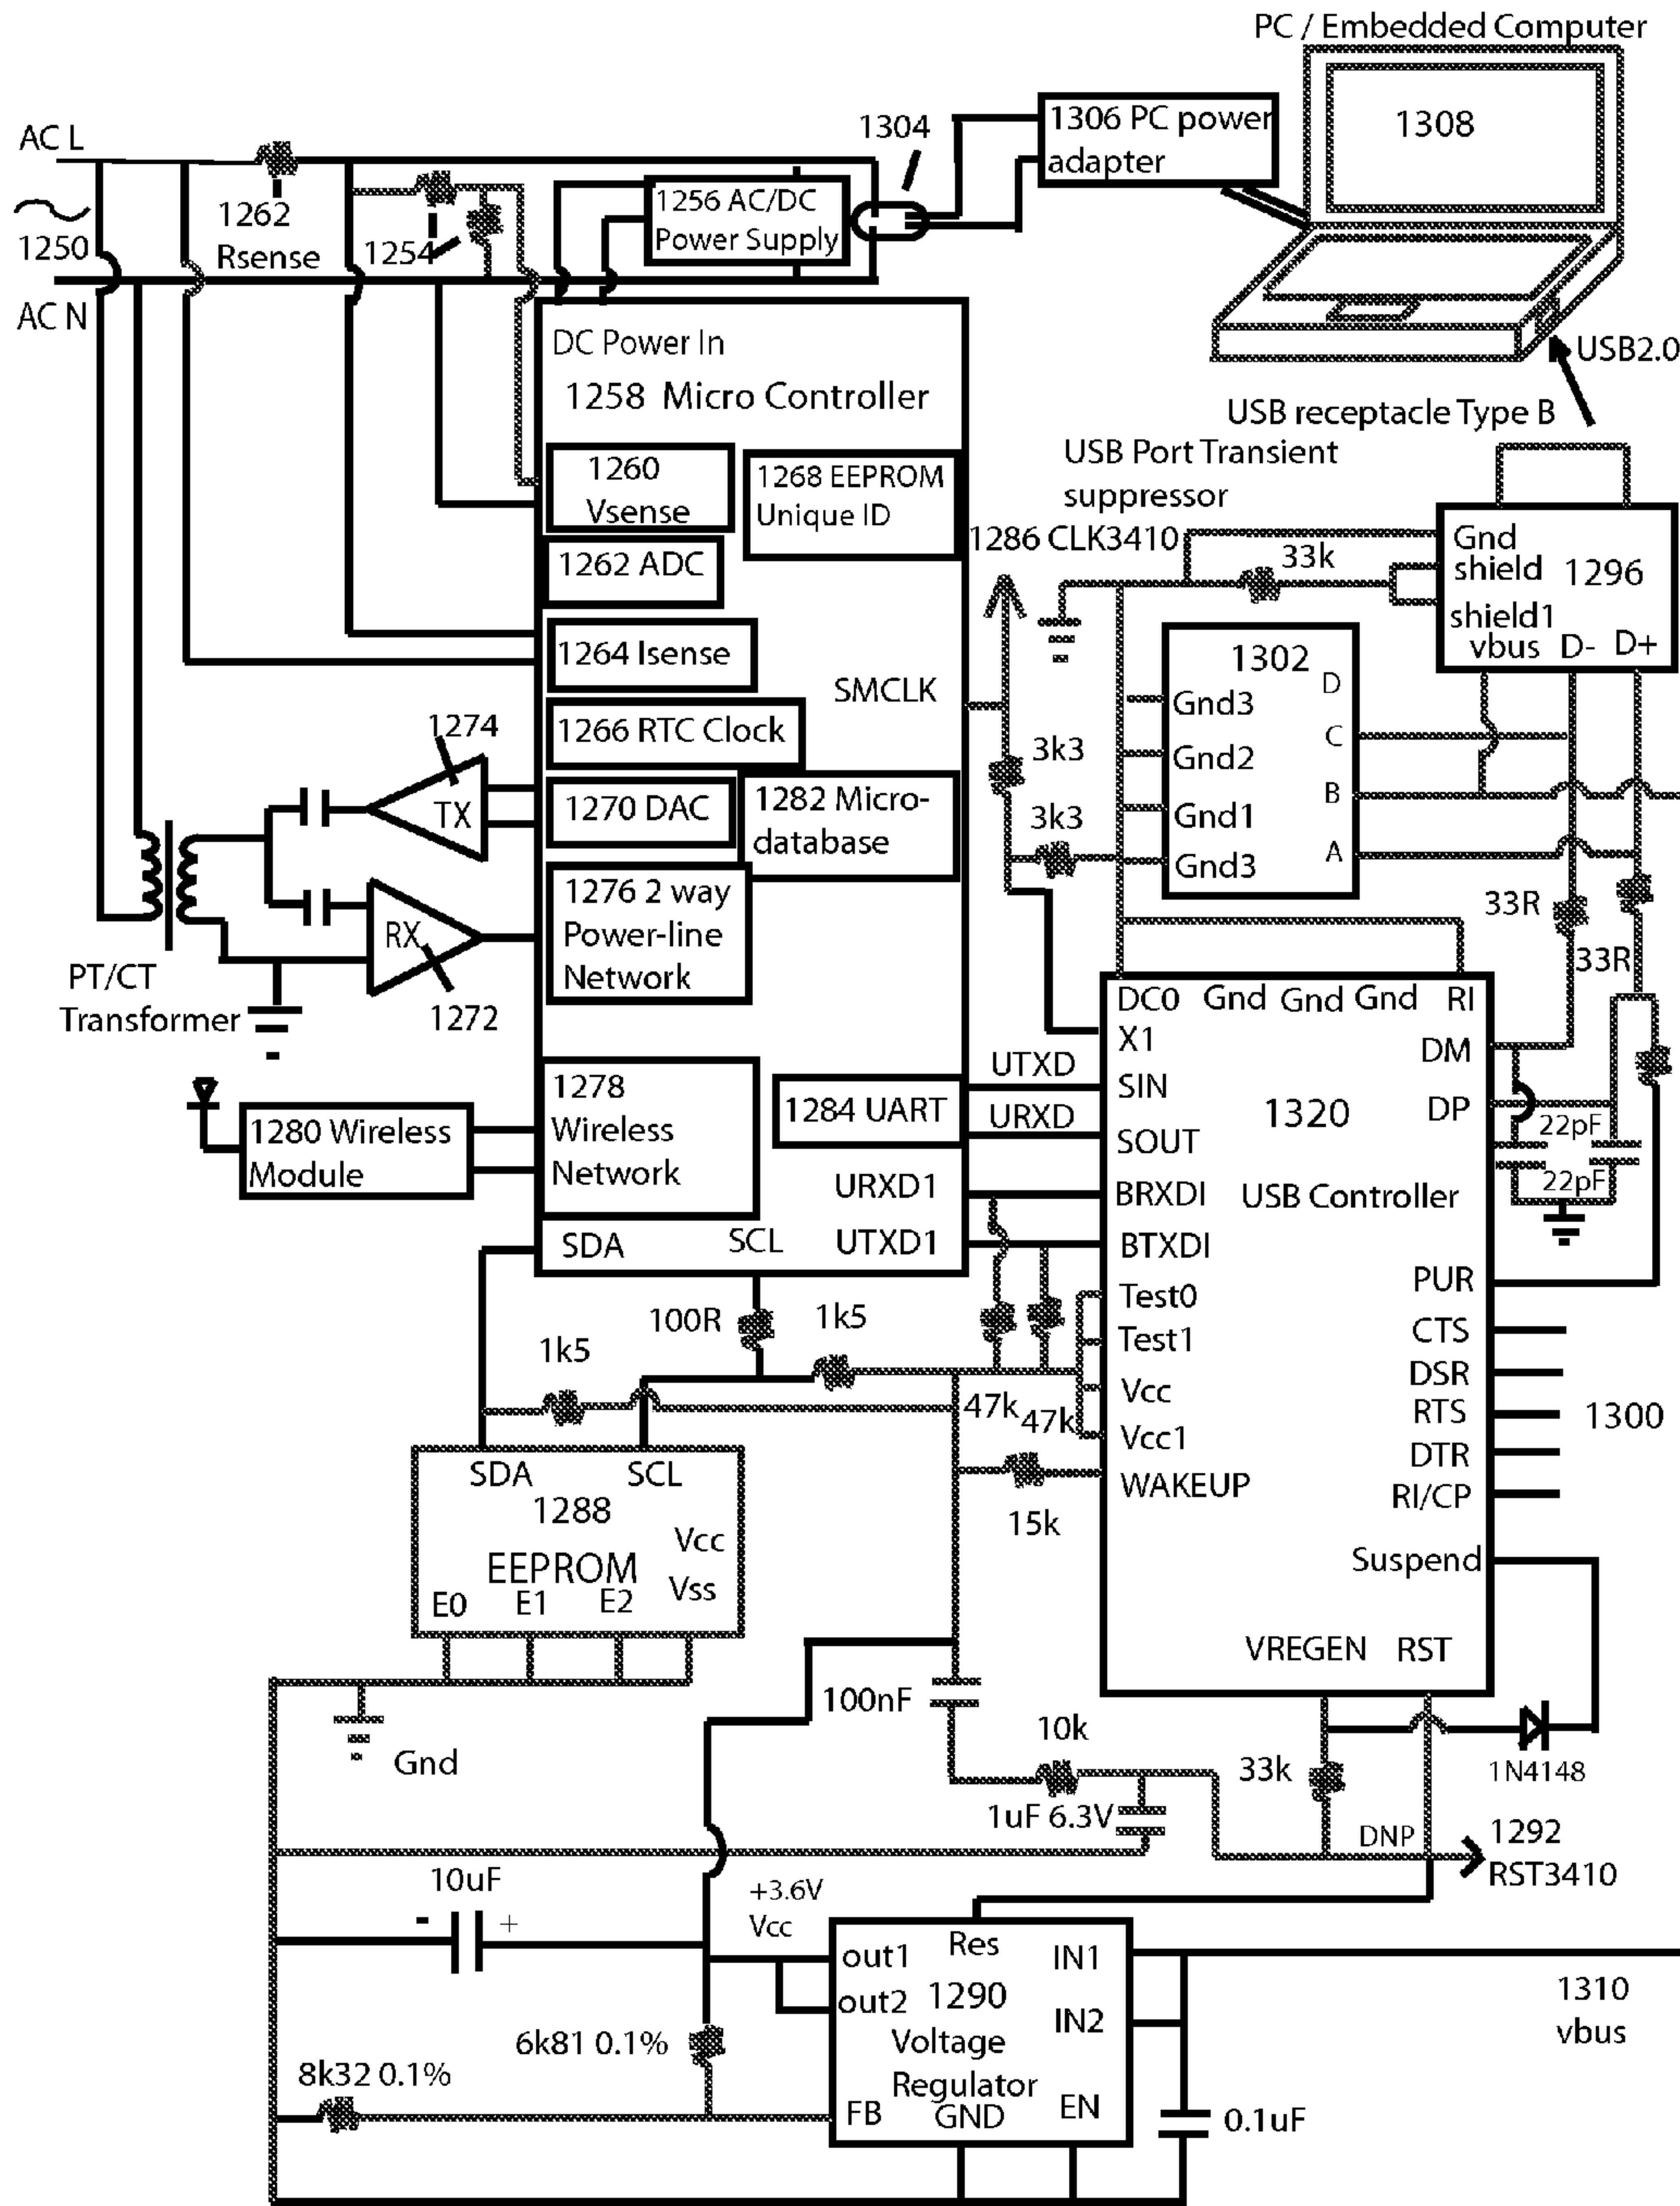 PC / Embedded Computer
1308
1306 PC power
adapter
1304
AC L
1250
AC N
1262
Rsense
1254
1256 AC/DC
Power Supply
USB2.0
USB receptacle Type B
DC Power In
1258 Micro Controller
1260
Vsense
1268 EEPROM
Unique ID
1262 ADC
1264 Isense
SMCLK
1266 RTC Clock
1270 DAC
1282 Micro-
database
1276 2 way
Power-line
Network
1278
Wireless
Network
1284 UART
URXD1
UTXD1
SDA
SCL
1274
TX
RX
1272
PT/CT
Transformer
1280 Wireless
Module
USB Port Transient
suppressor
1286 CLK3410
33k
Gnd
shield
1296
shield1
vbus
D-
D+
1302
Gnd3
Gnd2
Gnd1
Gnd3
D
C
B
A
3k3
3k3
33R
33R
UTXD
URXD
DC0
Gnd
Gnd
Gnd
RI
X1
SIN
SOUT
BRXDI
BTXDI
Test0
Test1
Vcc
Vcc1
WAKEUP
1320
USB Controller
DM
DP
PUR
CTS
DSR
RTS
DTR
RI/CP
Suspend
VREGEN
RST
1300
22pF
22pF
100R
1k5
1k5
47k
47k
15k
SDA
SCL
1288
EEPROM
Vcc
Vss
E0
E1
E2
Gnd
100nF
10k
1uF 6.3V
33k
1N4148
DNP
1292
RST3410
10uF
-
+
+3.6V
Vcc
out1
out2
Res
1290
Voltage
Regulator
GND
IN1
IN2
EN
FB
1310
vbus
6k81 0.1%
8k32 0.1%
0.1uF